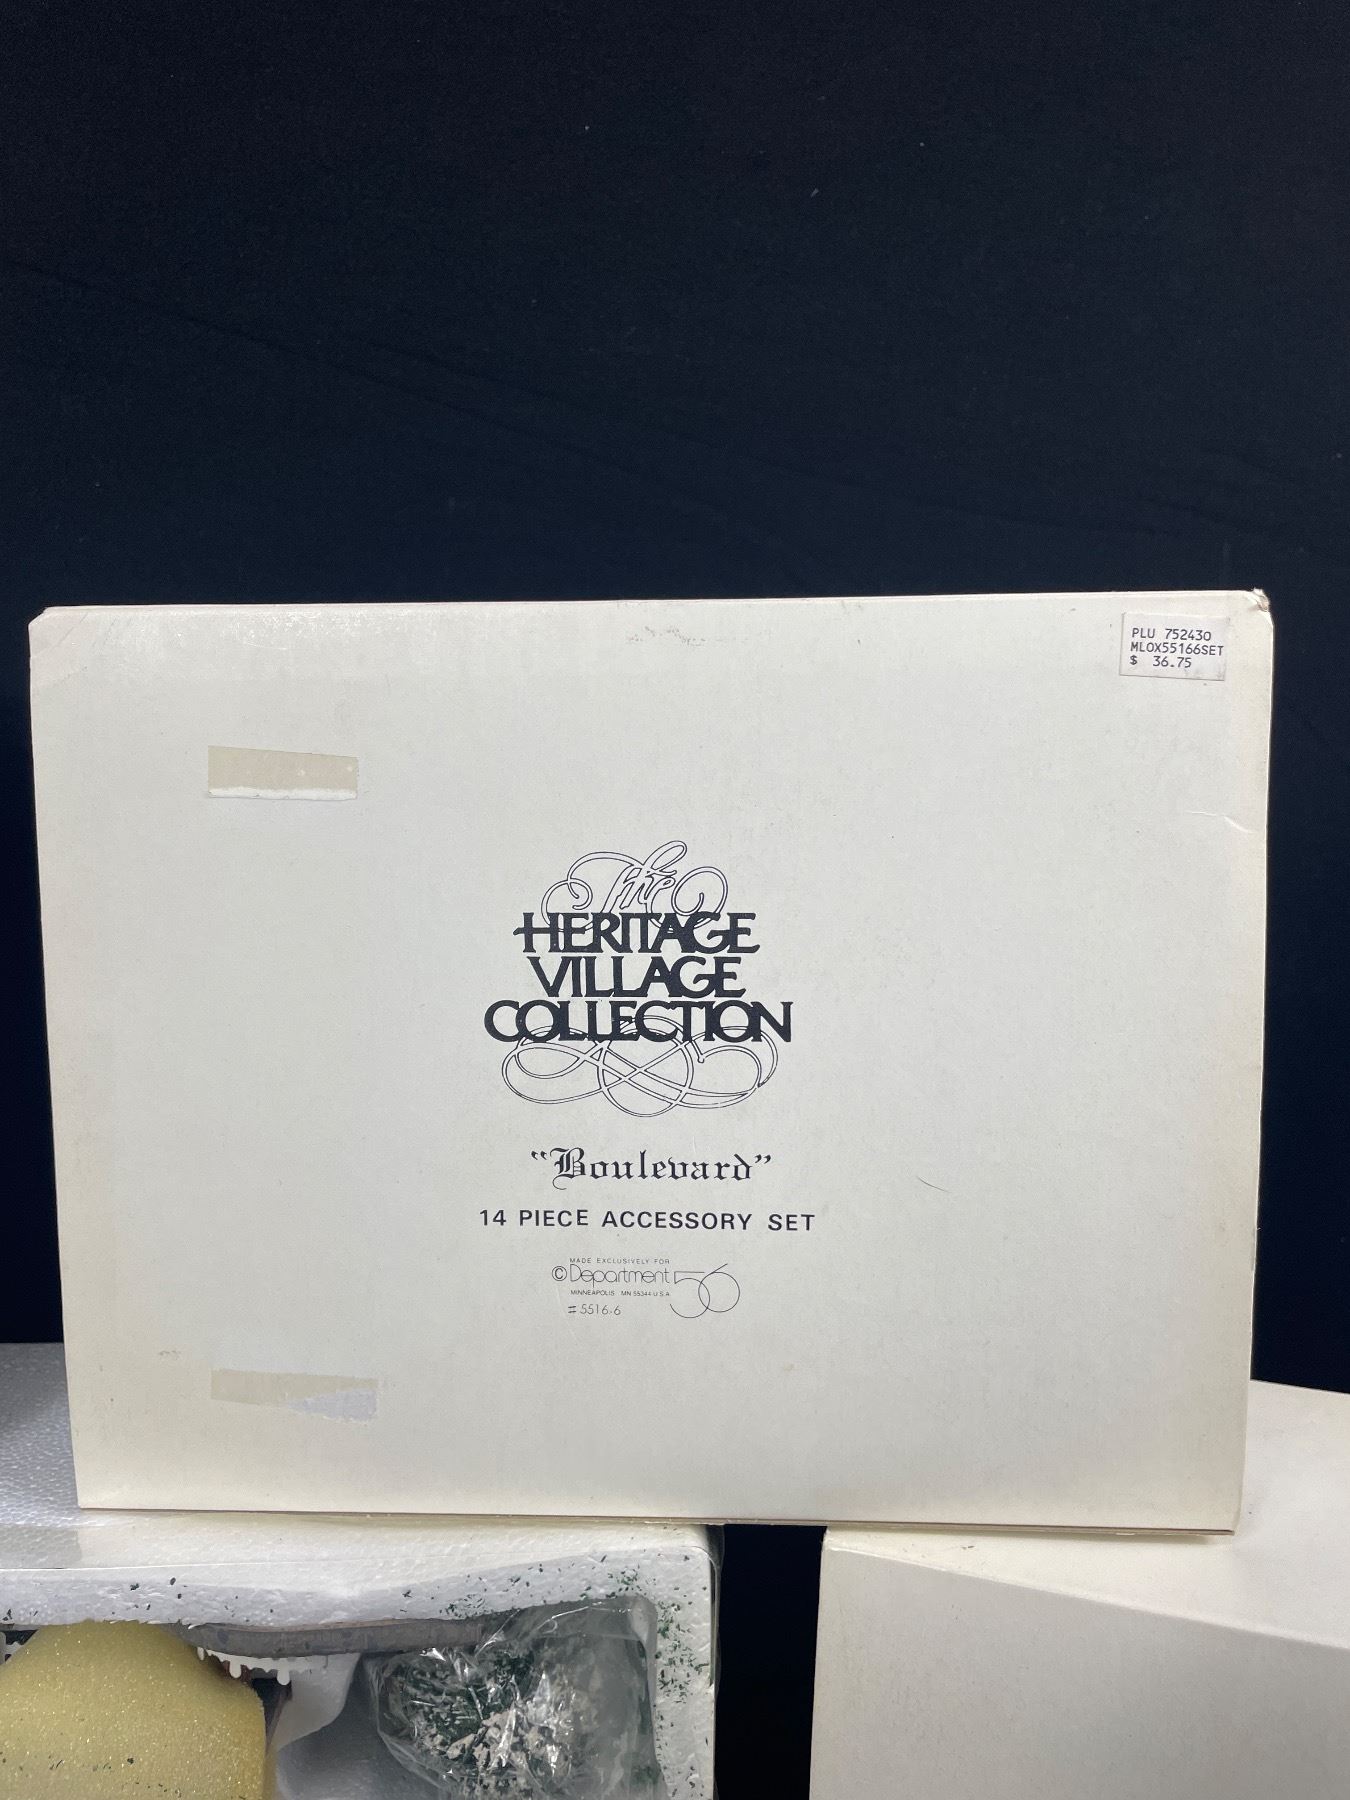 PLU 752430
MLOX55166SET
$ 36.75
The
HERITAGE
VILLAGE
COLLECTION
"Boulevard"
14 PIECE ACCESSORY SET
MADE EXCLUSIVELY FOR
©Department 56
MINNEAPOLIS MN 55344 U.S.A.
#5516-6